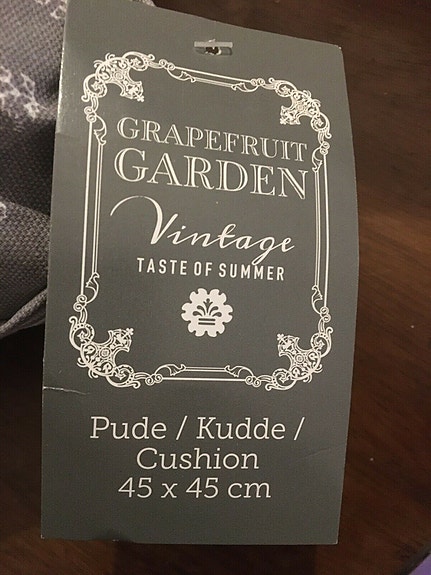 GRAPEFRUIT
GARDEN
Vintage
TASTE OF SUMMER
Pude / Kudde /
Cushion
45 x 45 cm